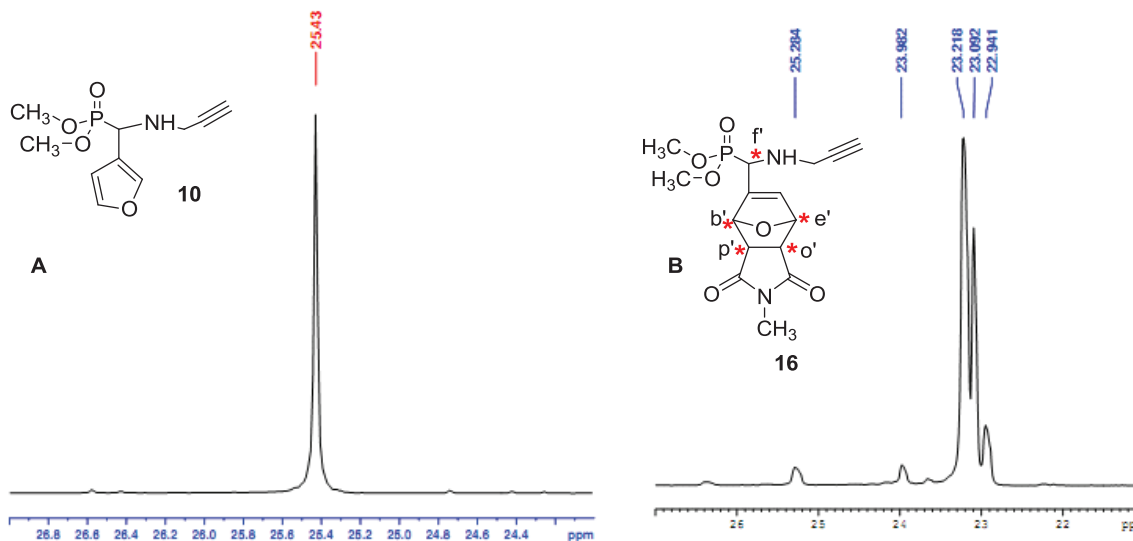 25.43
O
OH₃C
O
P
NH
OH₃C
O
O
10
A
26.8 26.6 26.4 26.2 26.0 25.8 25.6 25.4 25.2 25.0 24.8 24.6 24.4 ppm
25.284
23.982
23.218
23.092
22.941
O
f'
O
P
*
NH
H₃C
H₃C
O
b'
*
O
*
e'
p'
*
*
o'
B
O
N
O
CH₃
16
26 25 24 23 22